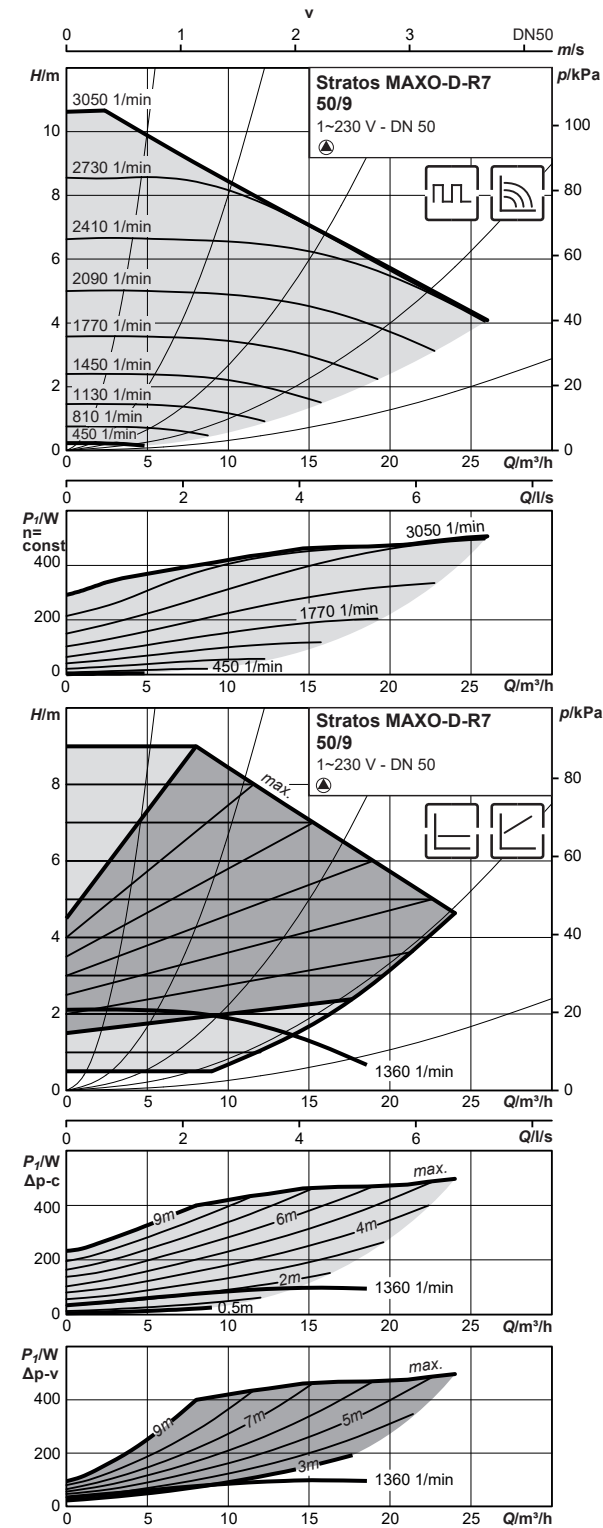 v
0 1 2 3 DN50
m/s
H/m
p/kPa
Stratos MAXO-D-R7
50/9
1~230 V - DN 50
3050 1/min
2730 1/min
2410 1/min
2090 1/min
1770 1/min
1450 1/min
1130 1/min
810 1/min
450 1/min
10
8
6
4
2
0
100
80
60
40
20
0
0 5 10 15 20 25 Q/m³/h
0 2 4 6 Q/l/s
P1/W
n=
const
400
200
0
3050 1/min
1770 1/min
450 1/min
0 5 10 15 20 25 Q/m³/h
H/m
p/kPa
Stratos MAXO-D-R7
50/9
1~230 V - DN 50
max.
8
6
4
2
0
80
60
40
20
0
1360 1/min
0 5 10 15 20 25 Q/m³/h
0 2 4 6 Q/l/s
P1/W
Δp-c
400
200
0
max.
9m
6m
4m
2m
1360 1/min
0.5m
0 5 10 15 20 25 Q/m³/h
P1/W
Δp-v
400
200
0
max.
9m
7m
5m
3m
1360 1/min
0 5 10 15 20 25 Q/m³/h